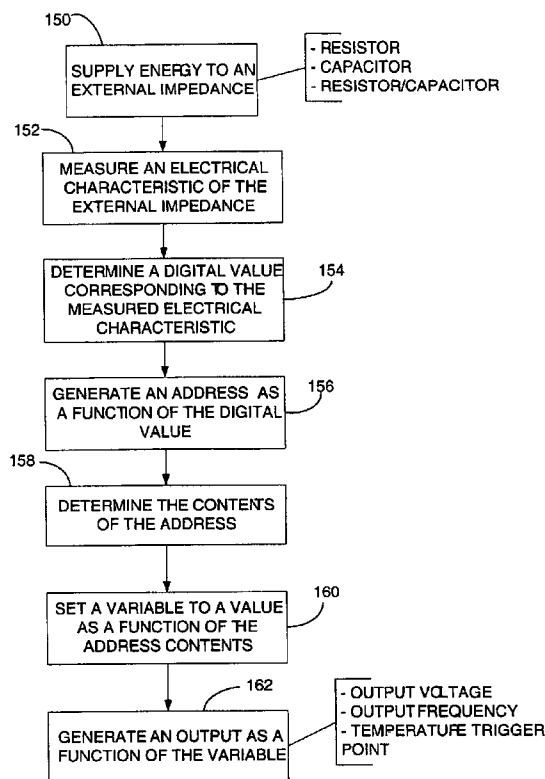 150
SUPPLY ENERGY TO AN
EXTERNAL IMPEDANCE
- RESISTOR
- CAPACITOR
- RESISTOR/CAPACITOR
152
MEASURE AN ELECTRICAL
CHARACTERISTIC OF THE
EXTERNAL IMPEDANCE
DETERMINE A DIGITAL VALUE
CORRESPONDING TO THE
MEASURED ELECTRICAL
CHARACTERISTIC
154
GENERATE AN ADDRESS AS
A FUNCTION OF THE DIGITAL
VALUE
156
158
DETERMINE THE CONTENTS
OF THE ADDRESS
SET A VARIABLE TO A VALUE
AS A FUNCTION OF THE
ADDRESS CONTENTS
160
162
GENERATE AN OUTPUT AS A
FUNCTION OF THE VARIABLE
- OUTPUT VOLTAGE
- OUTPUT FREQUENCY
- TEMPERATURE TRIGGER
POINT